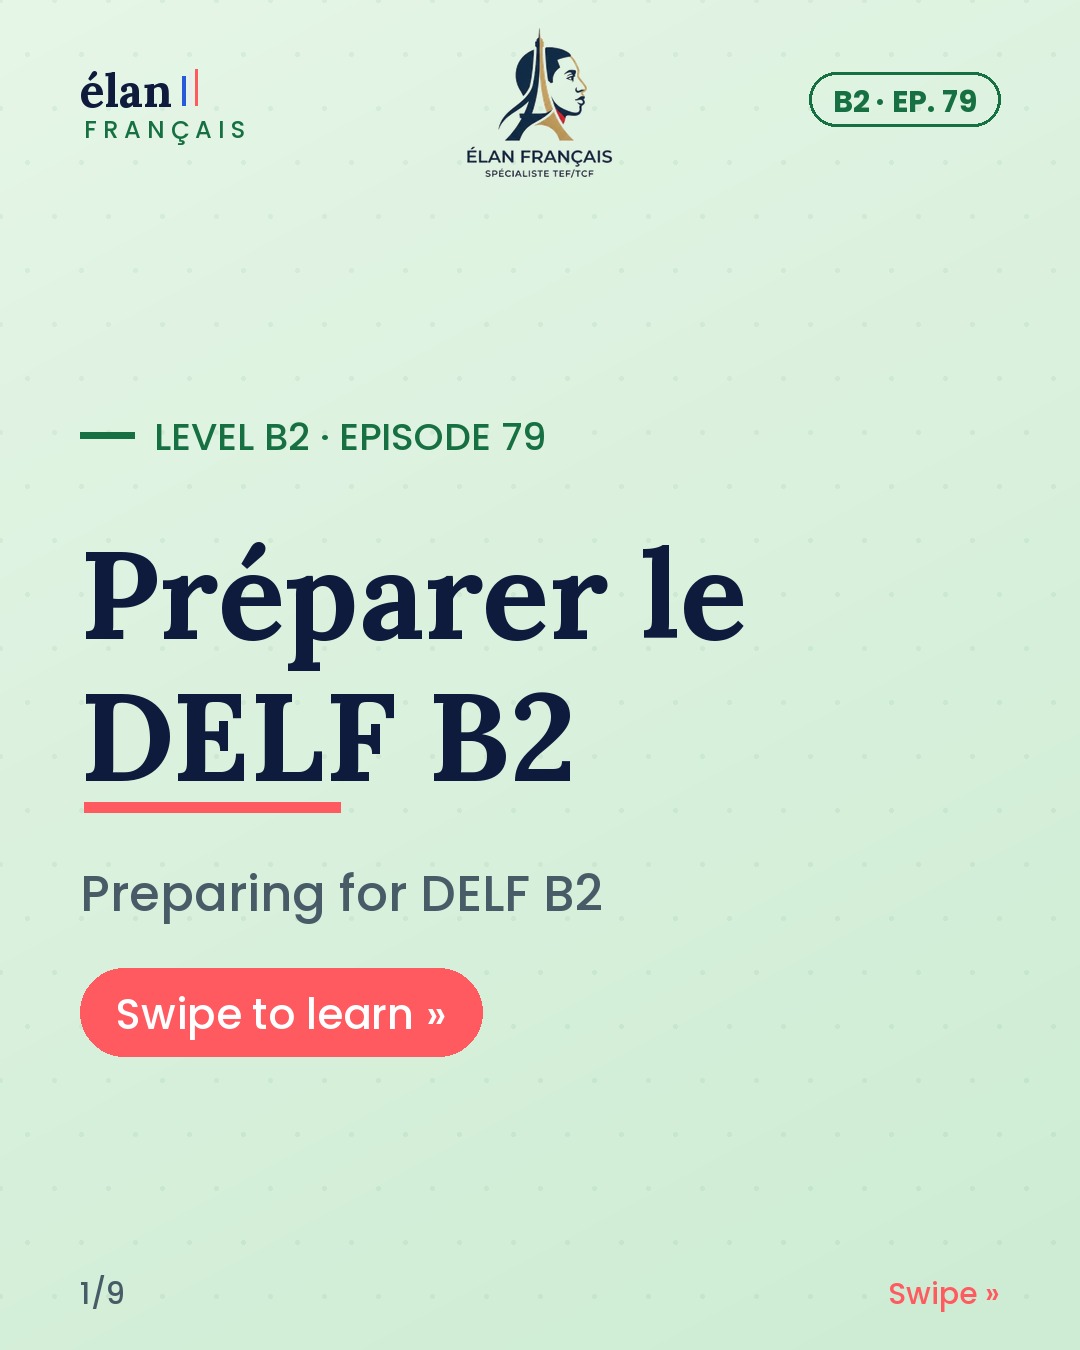 élan
FRANÇAIS
ÉLAN FRANÇAIS
SPÉCIALISTE TEF/TCF
B2 · EP. 79
LEVEL B2 · EPISODE 79
Préparer le
DELF B2
Preparing for DELF B2
Swipe to learn »
1/9
Swipe »